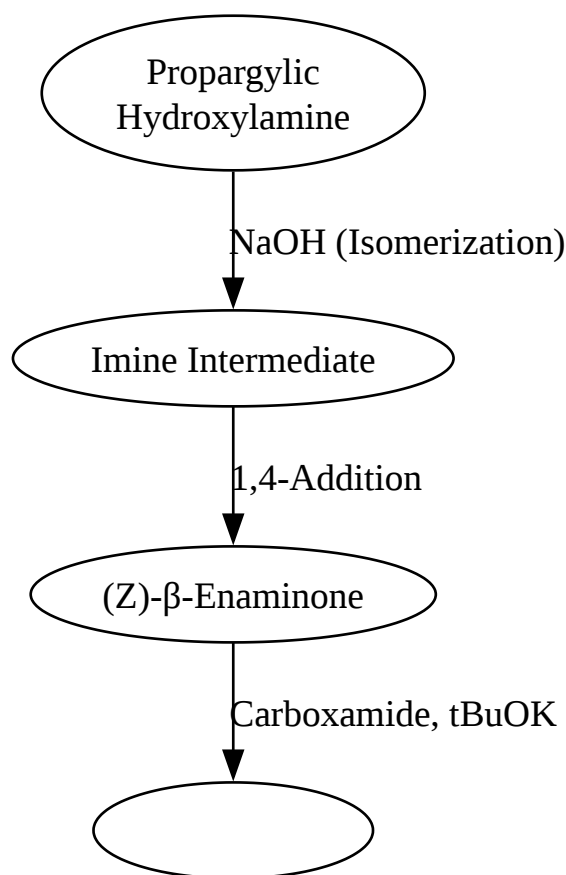 Propargylic
Hydroxylamine
NaOH (Isomerization)
Imine Intermediate
1,4-Addition
(Z)-β-Enaminone
Carboxamide, tBuOK